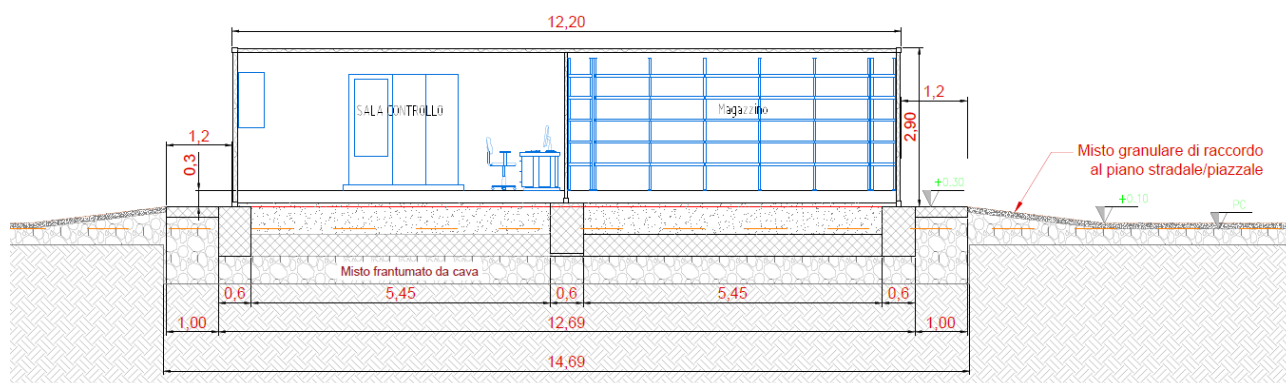 12,20
1,2
SALA CONTROLLO
Magazzino
2,90
1,2
0,3
Misto granulare di raccordo
al piano stradale/piazzale
+0.30
+0.10
PC
Misto frantumato da cava
0,6
5,45
0,6
5,45
0,6
1,00
12,69
1,00
14,69